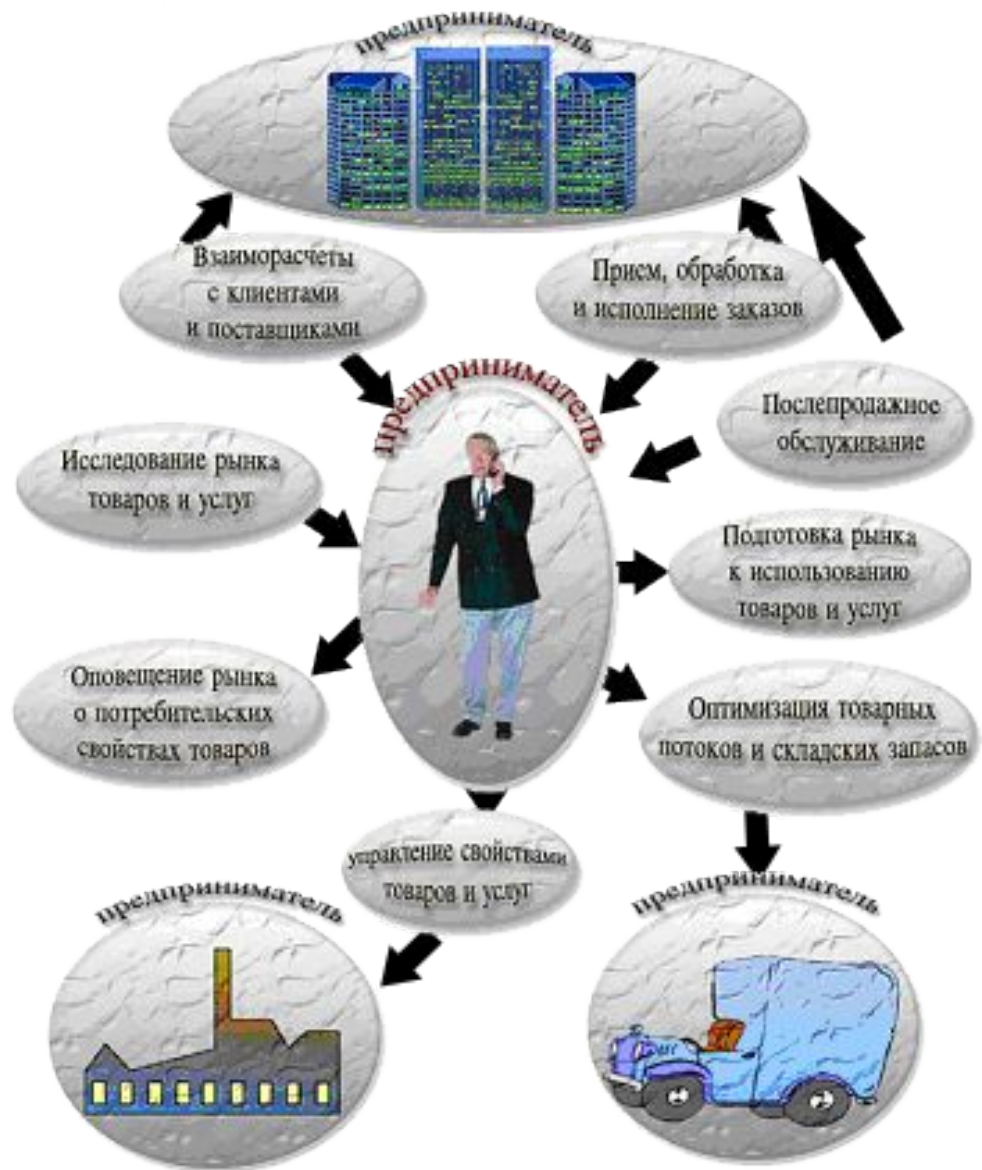 предприниматель
Взаиморасчеты
с клиентами
и поставщиками
Прием, обработка
и исполнение заказов
предприниматель
Послепродажное
обслуживание
Исследование рынка
товаров и услуг
Подготовка рынка
к использованию
товаров и услуг
Оповещение рынка
о потребительских
свойствах товаров
Оптимизация товарных
потоков и складских запасов
управление свойствами
товаров и услуг
предприниматель
предприниматель